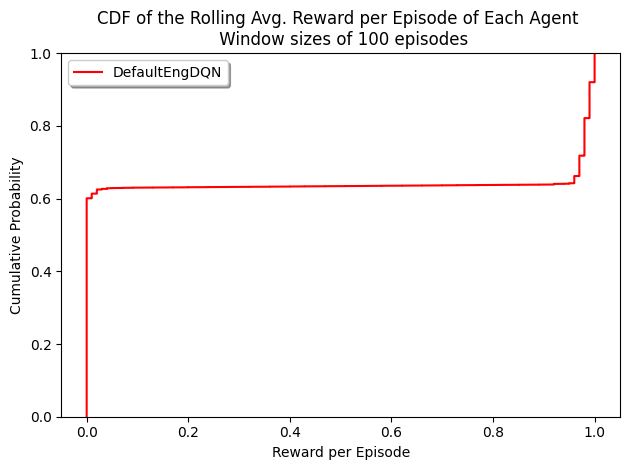 CDF of the Rolling Avg. Reward per Episode of Each Agent
Window sizes of 100 episodes
DefaultEngDQN
Cumulative Probability
1.0
0.8
0.6
0.4
0.2
0.0
0.0 0.2 0.4 0.6 0.8 1.0
Reward per Episode